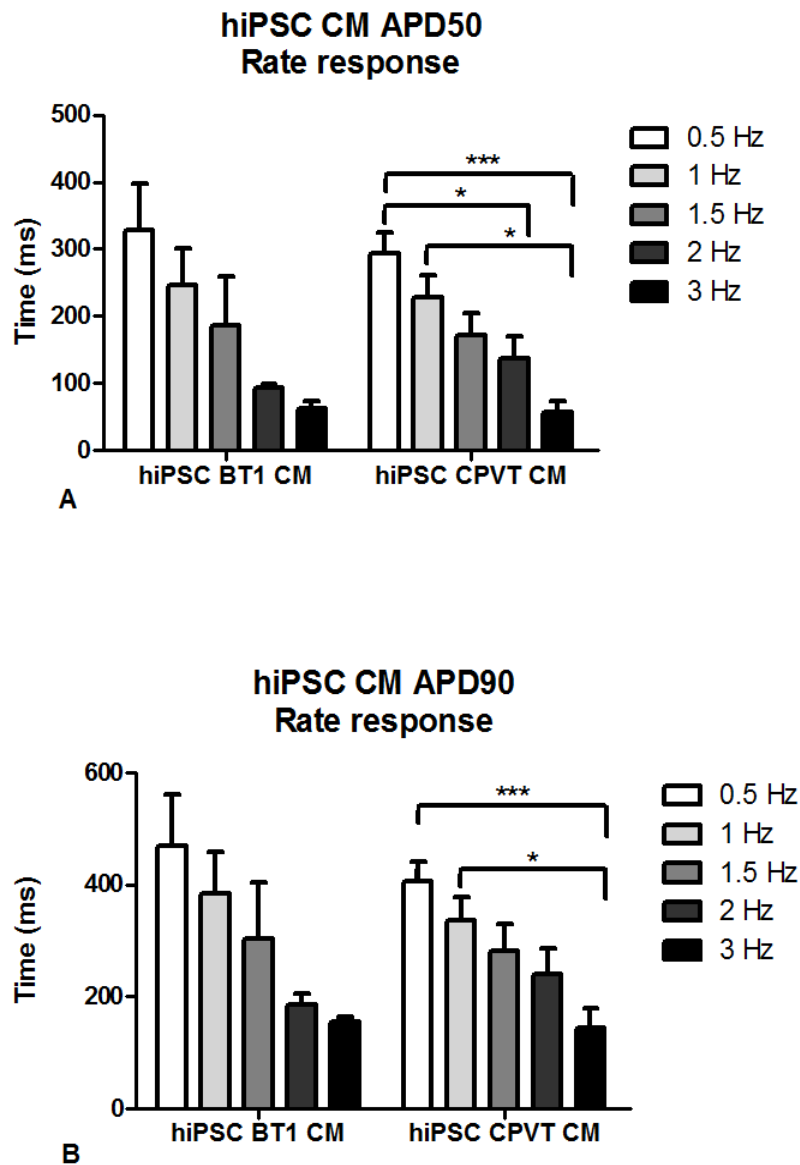 hiPSC CM APD50
Rate response
500
400
300
200
100
0
Time (ms)
***
*
*
0.5 Hz
1 Hz
1.5 Hz
2 Hz
3 Hz
hiPSC BT1 CM
hiPSC CPVT CM
A
hiPSC CM APD90
Rate response
600
400
200
0
Time (ms)
***
*
0.5 Hz
1 Hz
1.5 Hz
2 Hz
3 Hz
hiPSC BT1 CM
hiPSC CPVT CM
B